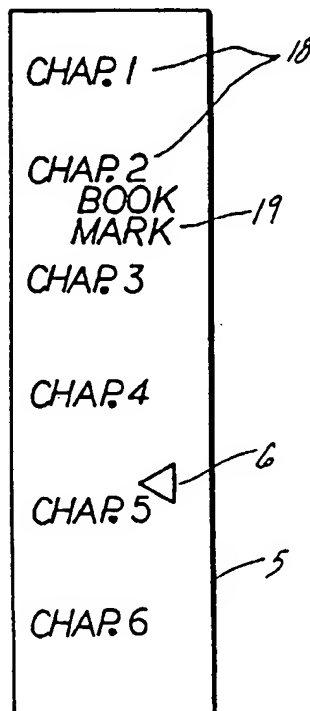 CHAP. 1
18
CHAP. 2
BOOK
MARK
19
CHAP. 3
CHAP. 4
6
CHAP. 5
5
CHAP. 6